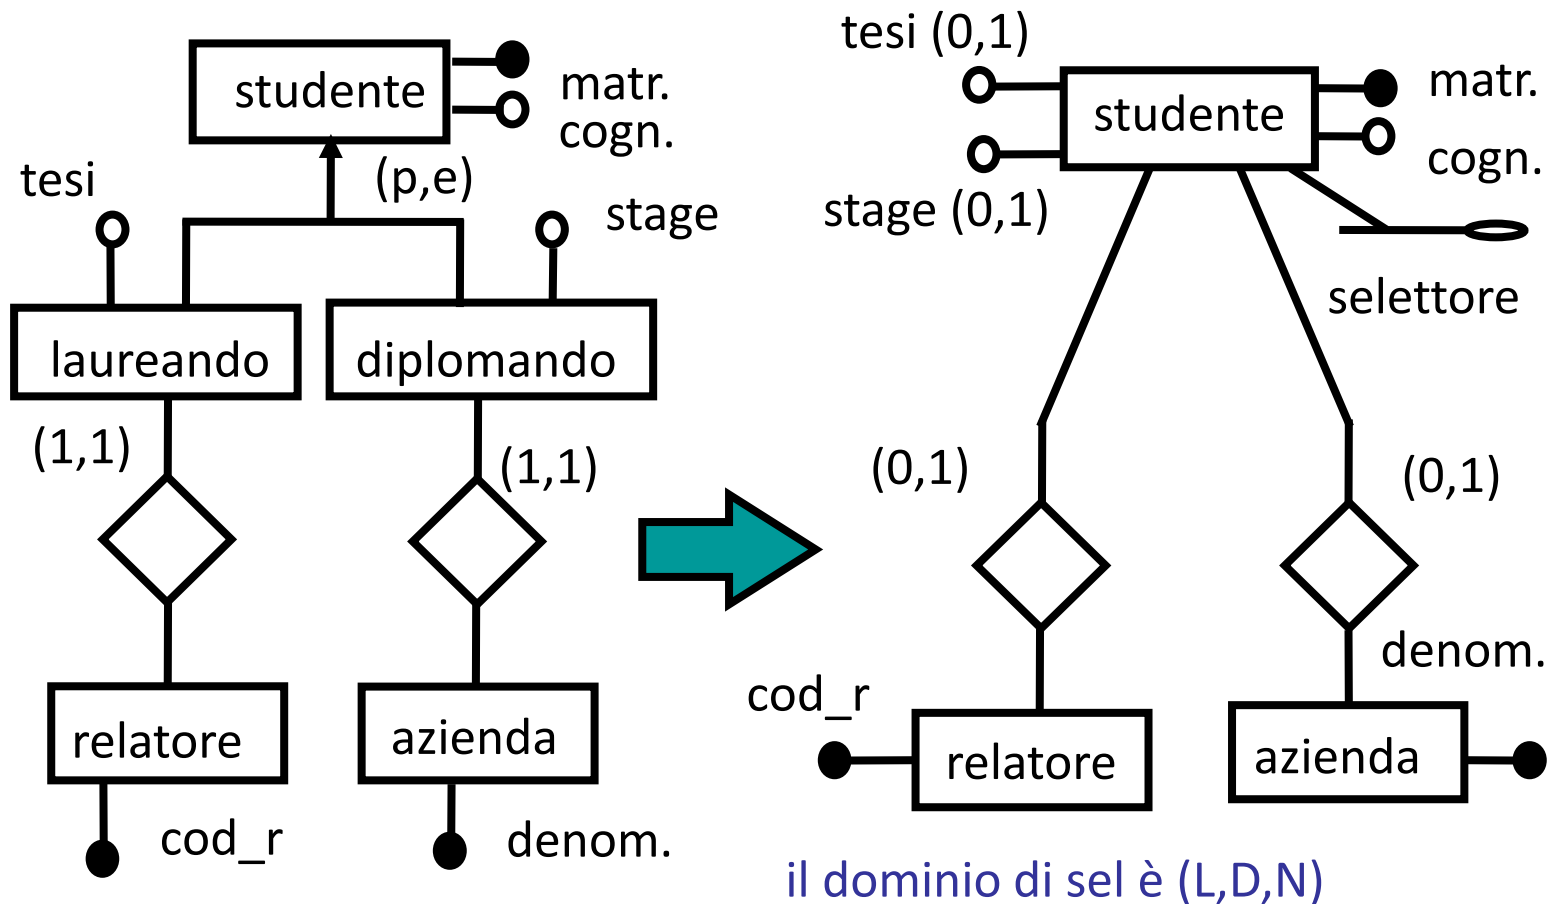 studente
matr.
cogn.
(p,e)
tesi
stage
laureando
diplomando
(1,1)
(1,1)
relatore
azienda
cod_r
denom.
tesi (0,1)
studente
matr.
cogn.
stage (0,1)
selettore
(0,1)
(0,1)
denom.
cod_r
relatore
azienda
il dominio di sel è (L,D,N)